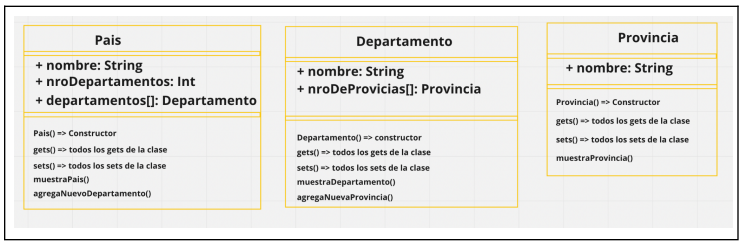 Pais
+ nombre: String
+ nroDepartamentos: Int
+ departamentos[]: Departamento
Pais() => Constructor
gets() => todos los gets de la clase
sets() => todos los sets de la clase
muestraPais()
agregaNuevoDepartamento()
Departamento
+ nombre: String
+ nroDeProvicias[]: Provincia
Departamento() => constructor
gets() => todos los gets de la clase
sets() => todos los sets de la clase
muestraDepartamento()
agregaNuevaProvincia()
Provincia
+ nombre: String
Provincia() => Constructor
gets() => todos los gets de la clase
sets() => todos los sets de la clase
muestraProvincia()